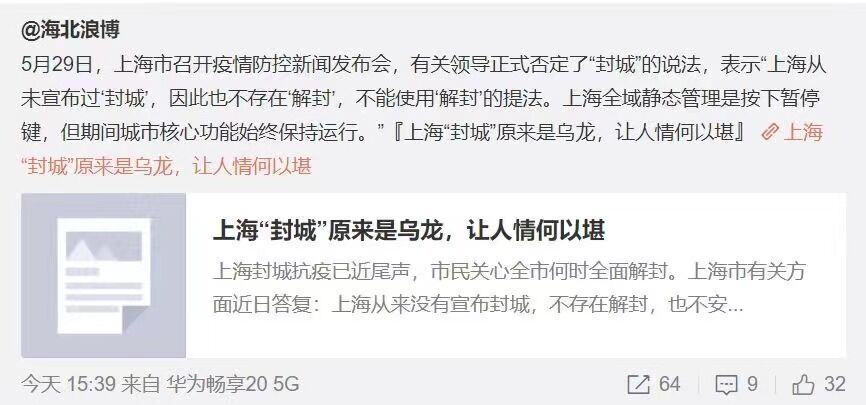 @海北浪博
5月29日，上海市召开疫情防控新闻发布会，有关领导正式否定了“封城”的说法，表示“上海从
未宣布过‘封城’，因此也不存在‘解封’，不能使用‘解封’的提法。上海全域静态管理是按下暂停
键，但期间城市核心功能始终保持运行。”『上海“封城”原来是乌龙，让人情何以堪』 上海
“封城”原来是乌龙，让人情何以堪
上海“封城”原来是乌龙，让人情何以堪
上海封城抗疫已近尾声，市民关心全市何时全面解封。上海市有关方
面近日答复：上海从来没有宣布封城，不存在解封，也不安...
今天 15:39 来自 华为畅享20 5G 64 9 32